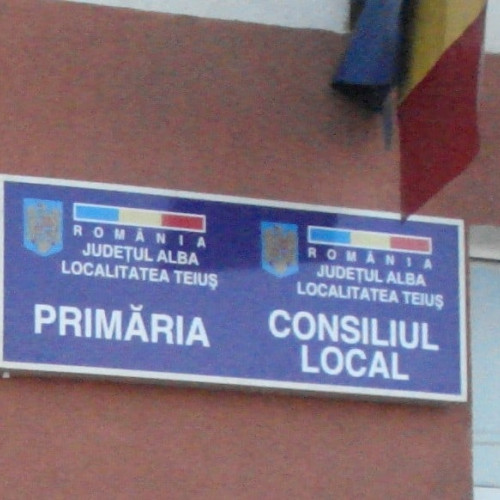 ROMÂNIA
JUDEȚUL ALBA
LOCALITATEA TEIUȘ
PRIMĂRIA
ROMÂNIA
JUDEȚUL ALBA
LOCALITATEA TEIUȘ
CONSILIUL
LOCAL